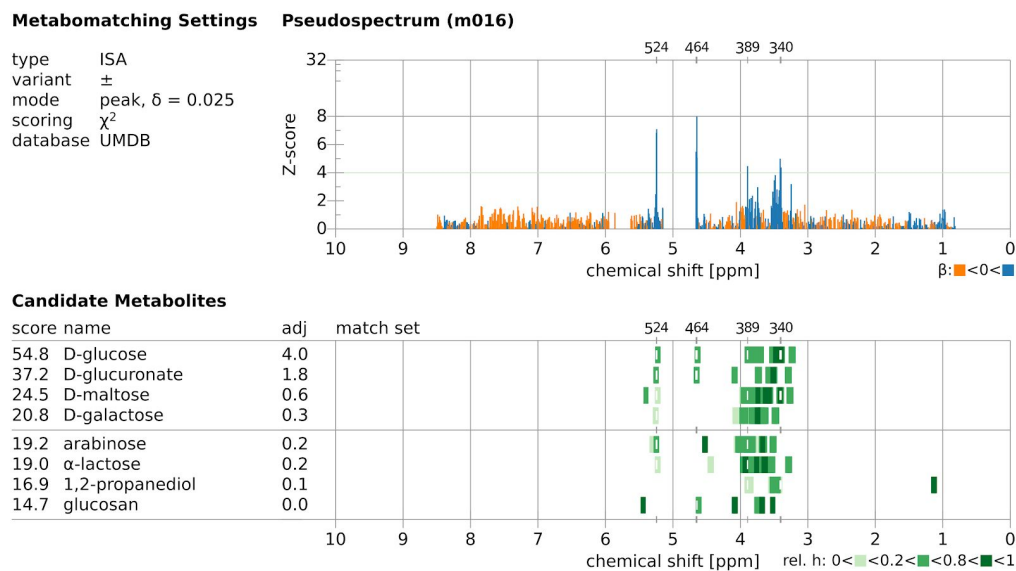 Metabomatching Settings
type ISA
variant ±
mode peak, δ = 0.025
scoring χ²
database UMDB
Pseudospectrum (m016)
524 464 389 340
32
8
6
4
2
0
Z-score
10 9 8 7 6 5 4 3 2 1 0
chemical shift [ppm]
β: <0<
Candidate Metabolites
score name adj match set 524 464 389 340
54.8 D-glucose 4.0
37.2 D-glucuronate 1.8
24.5 D-maltose 0.6
20.8 D-galactose 0.3
19.2 arabinose 0.2
19.0 α-lactose 0.2
16.9 1,2-propanediol 0.1
14.7 glucosan 0.0
10 9 8 7 6 5 4 3 2 1 0
chemical shift [ppm] rel. h: 0< <0.2< <0.8< <1